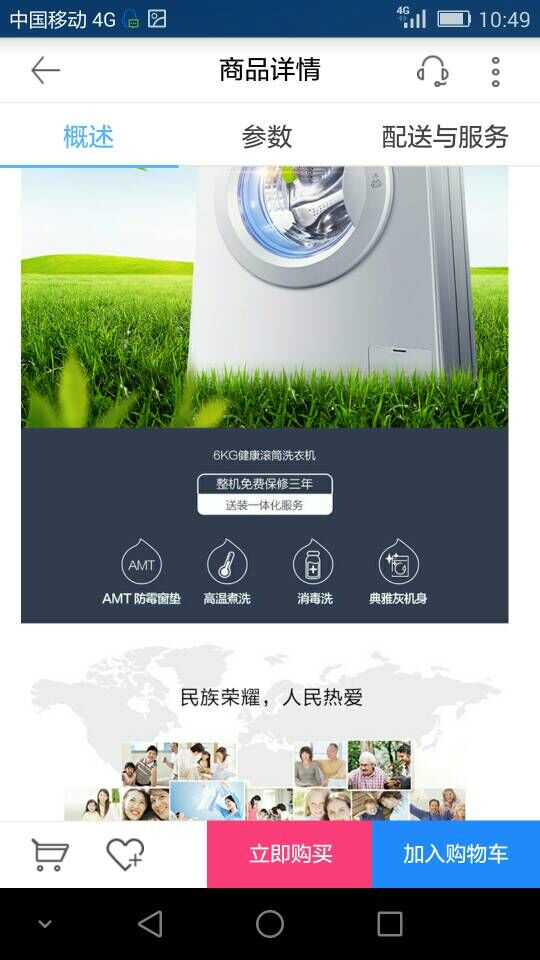 中国移动 4G 4G 10:49
商品详情
概述 参数 配送与服务
6KG健康滚筒洗衣机
整机免费保修三年
送装一体化服务
AMT
AMT 防霉窗垫 高温煮洗 消毒洗 典雅灰机身
民族荣耀，人民热爱
立即购买 加入购物车